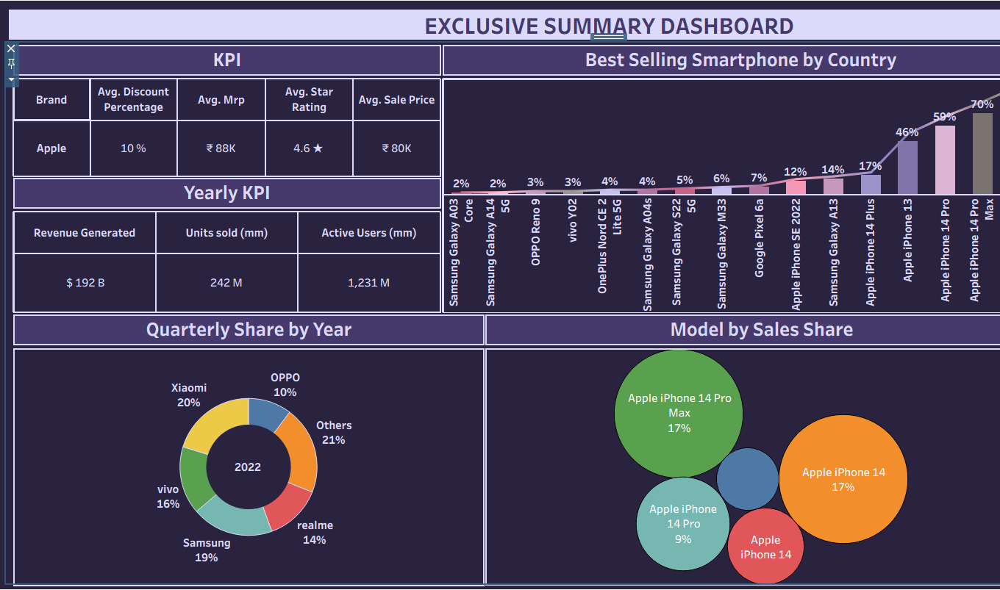 EXCLUSIVE SUMMARY DASHBOARD
KPI
Brand
Avg. Discount
Percentage
Avg. Mrp
Avg. Star
Rating
Avg. Sale Price
Apple
10 %
₹ 88K
4.6 ★
₹ 80K
Yearly KPI
Revenue Generated
Units sold (mm)
Active Users (mm)
$ 192 B
242 M
1,231 M
Best Selling Smartphone by Country
2%
2%
3%
3%
4%
4%
5%
6%
7%
12%
14%
17%
46%
59%
70%
Samsung Galaxy A03
Core
Samsung Galaxy A14
5G
OPPO Reno 9
vivo Y02
OnePlus Nord CE 2
Lite 5G
Samsung Galaxy A04s
Samsung Galaxy S22
5G
Samsung Galaxy M33
Google Pixel 6a
Apple iPhone SE 2022
Samsung Galaxy A13
Apple iPhone 14 Plus
Apple iPhone 13
Apple iPhone 14 Pro
Apple iPhone 14 Pro
Max
Quarterly Share by Year
OPPO
10%
Xiaomi
20%
Others
21%
2022
vivo
16%
realme
14%
Samsung
19%
Model by Sales Share
Apple iPhone 14 Pro
Max
17%
Apple iPhone 14
17%
Apple iPhone
14 Pro
9%
Apple
iPhone 14